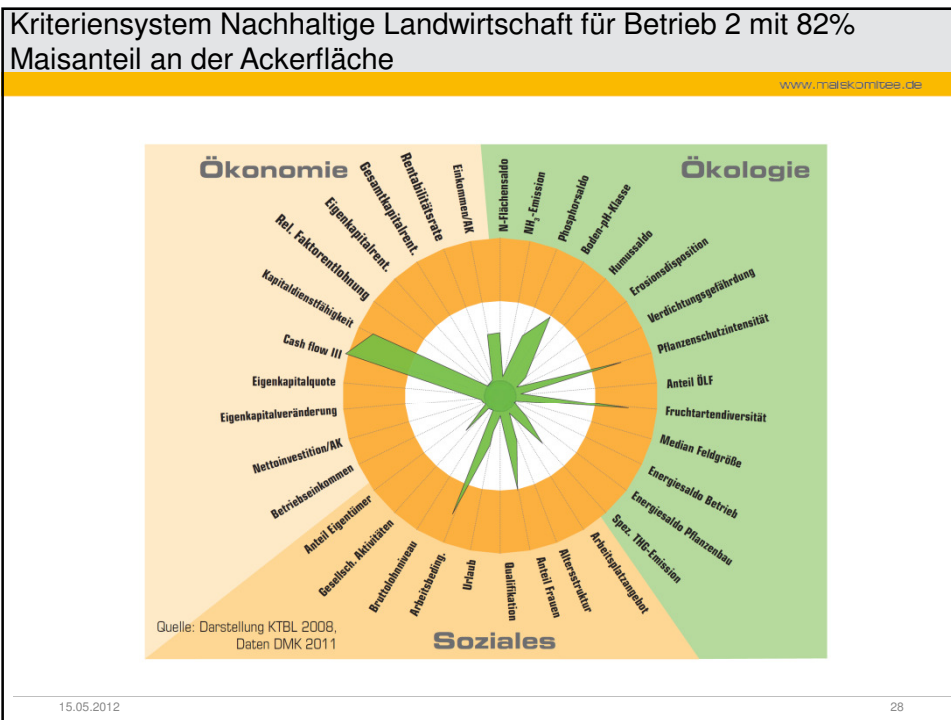 Kriteriensystem Nachhaltige Landwirtschaft für Betrieb 2 mit 82%
Maisanteil an der Ackerfläche
www.maiskomitee.de
Ökonomie
Ökologie
Einkommen/AK
Rentabilitätsrate
Gesamtkapitalrent.
Eigenkapitalrent.
Rel. Faktorentlohnung
Kapitaldienstfähigkeit
Cash flow III
Eigenkapitalquote
Eigenkapitalveränderung
Nettoinvestition/AK
Betriebseinkommen
N-Flächensaldo
NH3-Emission
Phosphorsaldo
Boden-pH-Klasse
Humussaldo
Erosionsdisposition
Verdichtungsgefährdung
Pflanzenschutzintensität
Anteil ÖLF
Fruchtartendiversität
Median Feldgröße
Energiesaldo Betrieb
Energiesaldo Pflanzenbau
Spez. THG-Emission
Arbeitsplatzangebot
Altersstruktur
Anteil Frauen
Qualifikation
Urlaub
Arbeitsbeding.
Bruttolohnniveau
Gesellsch. Aktivitäten
Anteil Eigentümer
Soziales
Quelle: Darstellung KTBL 2008,
Daten DMK 2011
15.05.2012
28